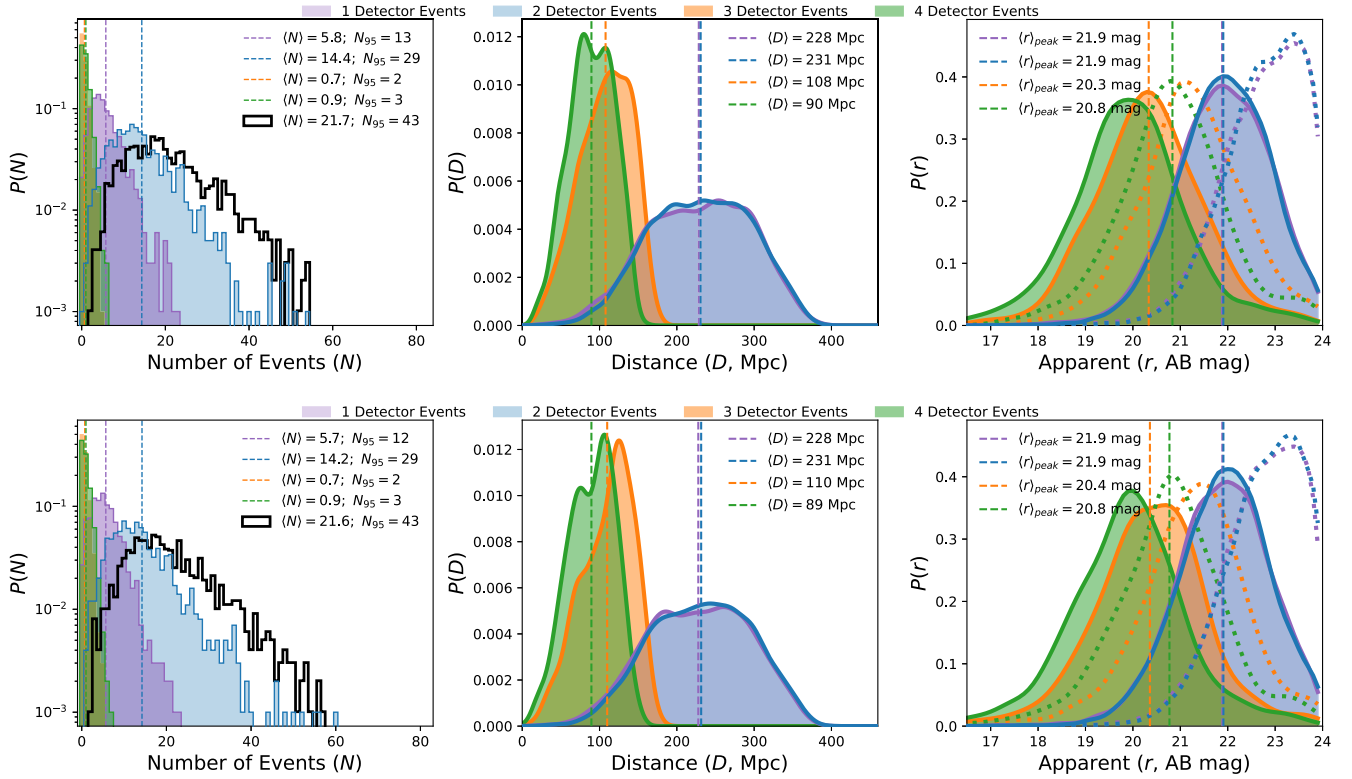 1 Detector Events 2 Detector Events 3 Detector Events 4 Detector Events
⟨N⟩ = 5.8; N95 = 13
⟨N⟩ = 14.4; N95 = 29
⟨N⟩ = 0.7; N95 = 2
⟨N⟩ = 0.9; N95 = 3
⟨N⟩ = 21.7; N95 = 43
P(N)
10⁻¹
10⁻²
10⁻³
0 20 40 60 80
Number of Events (N)
⟨D⟩ = 228 Mpc
⟨D⟩ = 231 Mpc
⟨D⟩ = 108 Mpc
⟨D⟩ = 90 Mpc
P(D)
0.012
0.010
0.008
0.006
0.004
0.002
0.000
0 100 200 300 400
Distance (D, Mpc)
⟨r⟩peak = 21.9 mag
⟨r⟩peak = 21.9 mag
⟨r⟩peak = 20.3 mag
⟨r⟩peak = 20.8 mag
P(r)
0.4
0.3
0.2
0.1
0.0
17 18 19 20 21 22 23 24
Apparent (r, AB mag)
1 Detector Events 2 Detector Events 3 Detector Events 4 Detector Events
⟨N⟩ = 5.7; N95 = 12
⟨N⟩ = 14.2; N95 = 29
⟨N⟩ = 0.7; N95 = 2
⟨N⟩ = 0.9; N95 = 3
⟨N⟩ = 21.6; N95 = 43
P(N)
10⁻¹
10⁻²
10⁻³
0 20 40 60 80
Number of Events (N)
⟨D⟩ = 228 Mpc
⟨D⟩ = 231 Mpc
⟨D⟩ = 110 Mpc
⟨D⟩ = 89 Mpc
P(D)
0.012
0.010
0.008
0.006
0.004
0.002
0.000
0 100 200 300 400
Distance (D, Mpc)
⟨r⟩peak = 21.9 mag
⟨r⟩peak = 21.9 mag
⟨r⟩peak = 20.4 mag
⟨r⟩peak = 20.8 mag
P(r)
0.4
0.3
0.2
0.1
0.0
17 18 19 20 21 22 23 24
Apparent (r, AB mag)